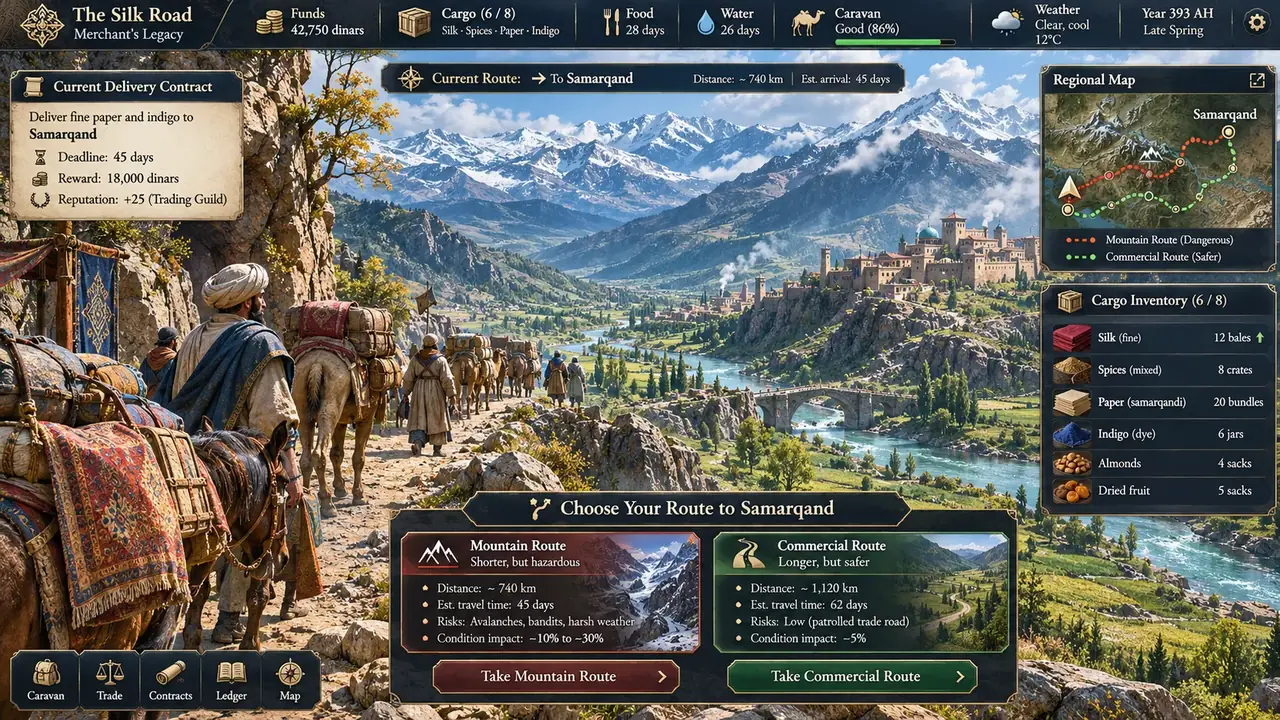 The Silk Road
Merchant's Legacy
Funds
42,750 dinars
Cargo (6 / 8)
Silk · Spices · Paper · Indigo
Food
28 days
Water
26 days
Caravan
Good (86%)
Weather
Clear, cool
12°C
Year 393 AH
Late Spring
Current Delivery Contract
Deliver fine paper and indigo to
Samarqand
Deadline: 45 days
Reward: 18,000 dinars
Reputation: +25 (Trading Guild)
Current Route: → To Samarqand
Distance: ~ 740 km | Est. arrival: 45 days
Regional Map
Samarqand
Mountain Route (Dangerous)
Commercial Route (Safer)
Cargo Inventory (6 / 8)
Silk (fine) 12 bales ↑
Spices (mixed) 8 crates
Paper (samarqandi) 20 bundles
Indigo (dye) 6 jars
Almonds 4 sacks
Dried fruit 5 sacks
Choose Your Route to Samarqand
Mountain Route
Shorter, but hazardous
• Distance: ~ 740 km
• Est. travel time: 45 days
• Risks: Avalanches, bandits, harsh weather
• Condition impact: −10% to −30%
Take Mountain Route
Commercial Route
Longer, but safer
• Distance: ~ 1,120 km
• Est. travel time: 62 days
• Risks: Low (patrolled trade road)
• Condition impact: −5%
Take Commercial Route
Caravan
Trade
Contracts
Ledger
Map